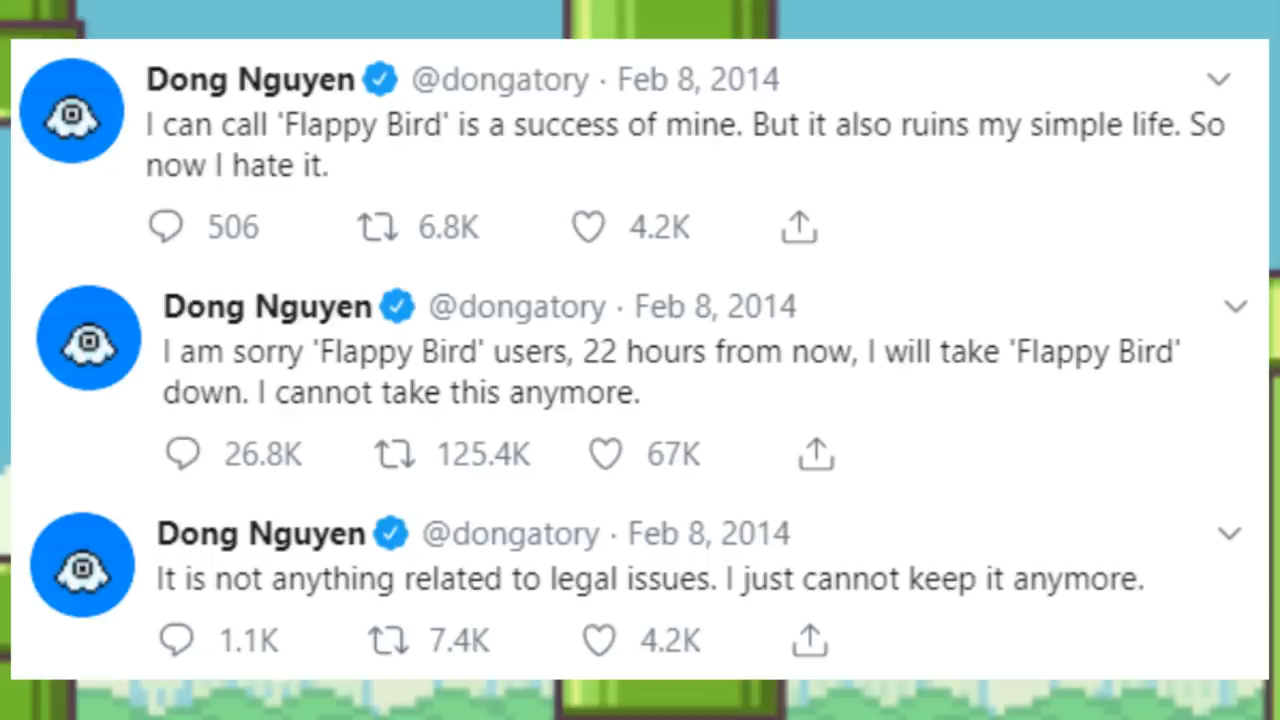 Dong Nguyen @dongatory · Feb 8, 2014
I can call 'Flappy Bird' is a success of mine. But it also ruins my simple life. So
now I hate it.
506 6.8K 4.2K
Dong Nguyen @dongatory · Feb 8, 2014
I am sorry 'Flappy Bird' users, 22 hours from now, I will take 'Flappy Bird'
down. I cannot take this anymore.
26.8K 125.4K 67K
Dong Nguyen @dongatory · Feb 8, 2014
It is not anything related to legal issues. I just cannot keep it anymore.
1.1K 7.4K 4.2K